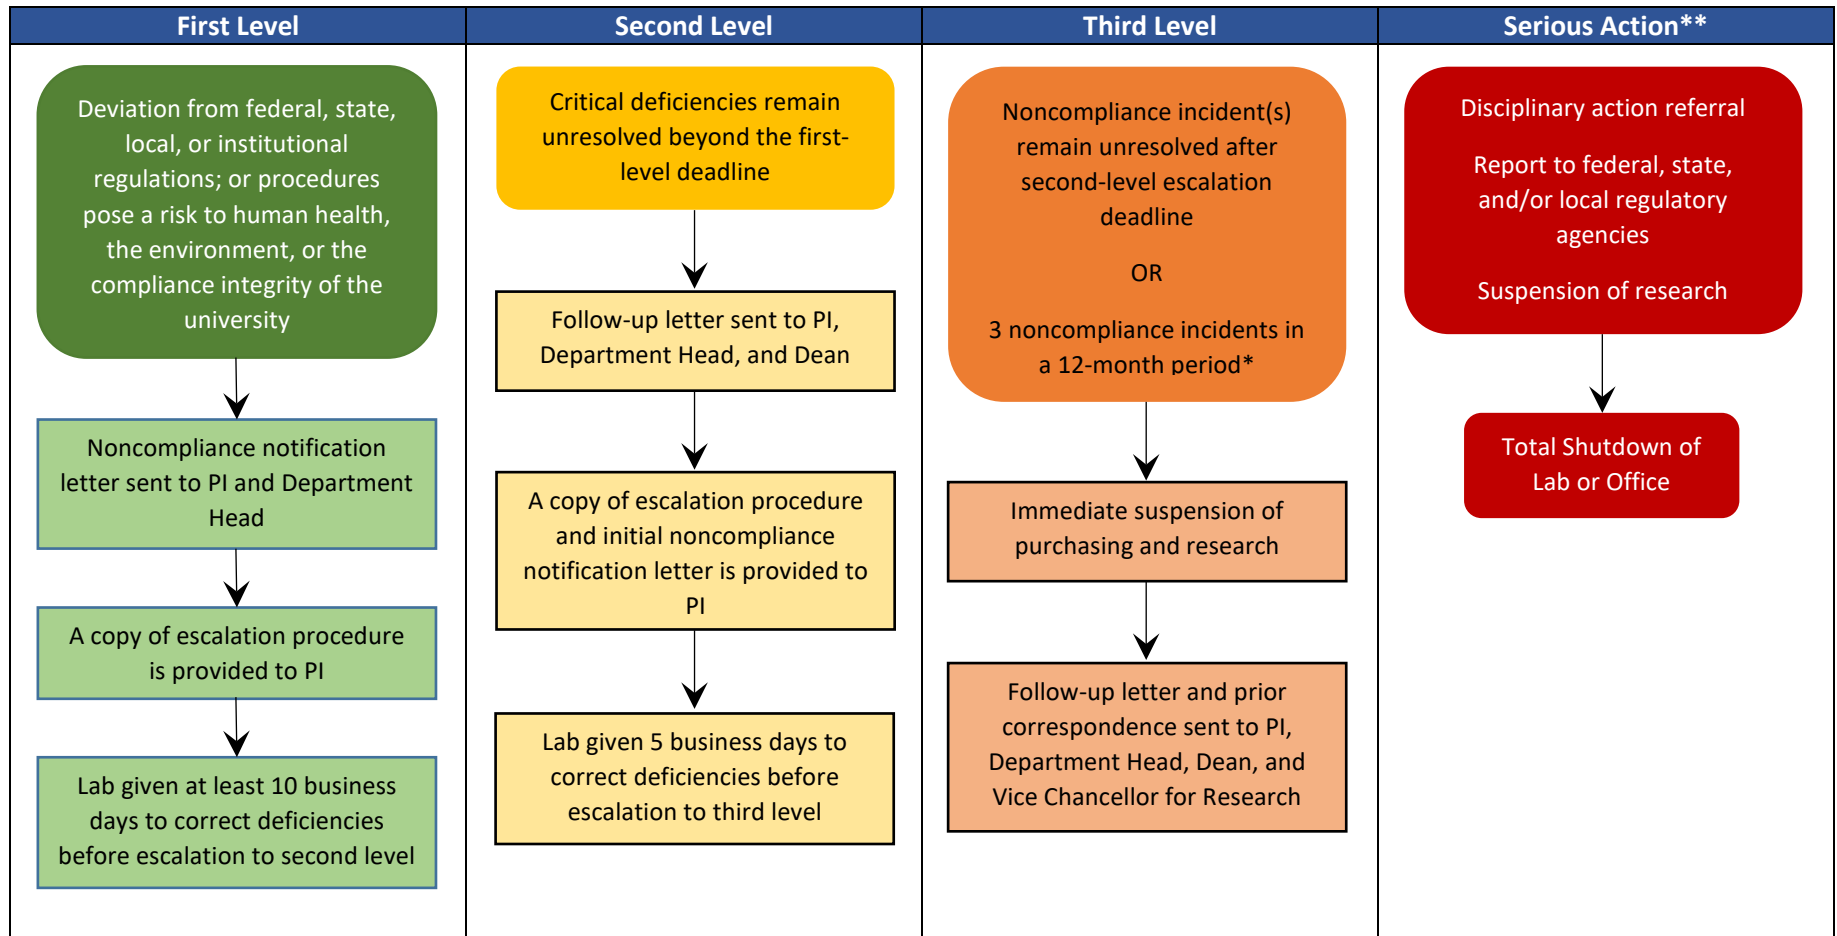 First Level
Deviation from federal, state,
local, or institutional
regulations; or procedures
pose a risk to human health,
the environment, or the
compliance integrity of the
university
Noncompliance notification
letter sent to PI and Department
Head
A copy of escalation procedure
is provided to PI
Lab given at least 10 business
days to correct deficiencies
before escalation to second level
Second Level
Critical deficiencies remain
unresolved beyond the first-
level deadline
Follow-up letter sent to PI,
Department Head, and Dean
A copy of escalation procedure
and initial noncompliance
notification letter is provided to
PI
Lab given 5 business days to
correct deficiencies before
escalation to third level
Third Level
Noncompliance incident(s)
remain unresolved after
second-level escalation
deadline
OR
3 noncompliance incidents in
a 12-month period*
Immediate suspension of
purchasing and research
Follow-up letter and prior
correspondence sent to PI,
Department Head, Dean, and
Vice Chancellor for Research
Serious Action**
Disciplinary action referral
Report to federal, state,
and/or local regulatory
agencies
Suspension of research
Total Shutdown of
Lab or Office